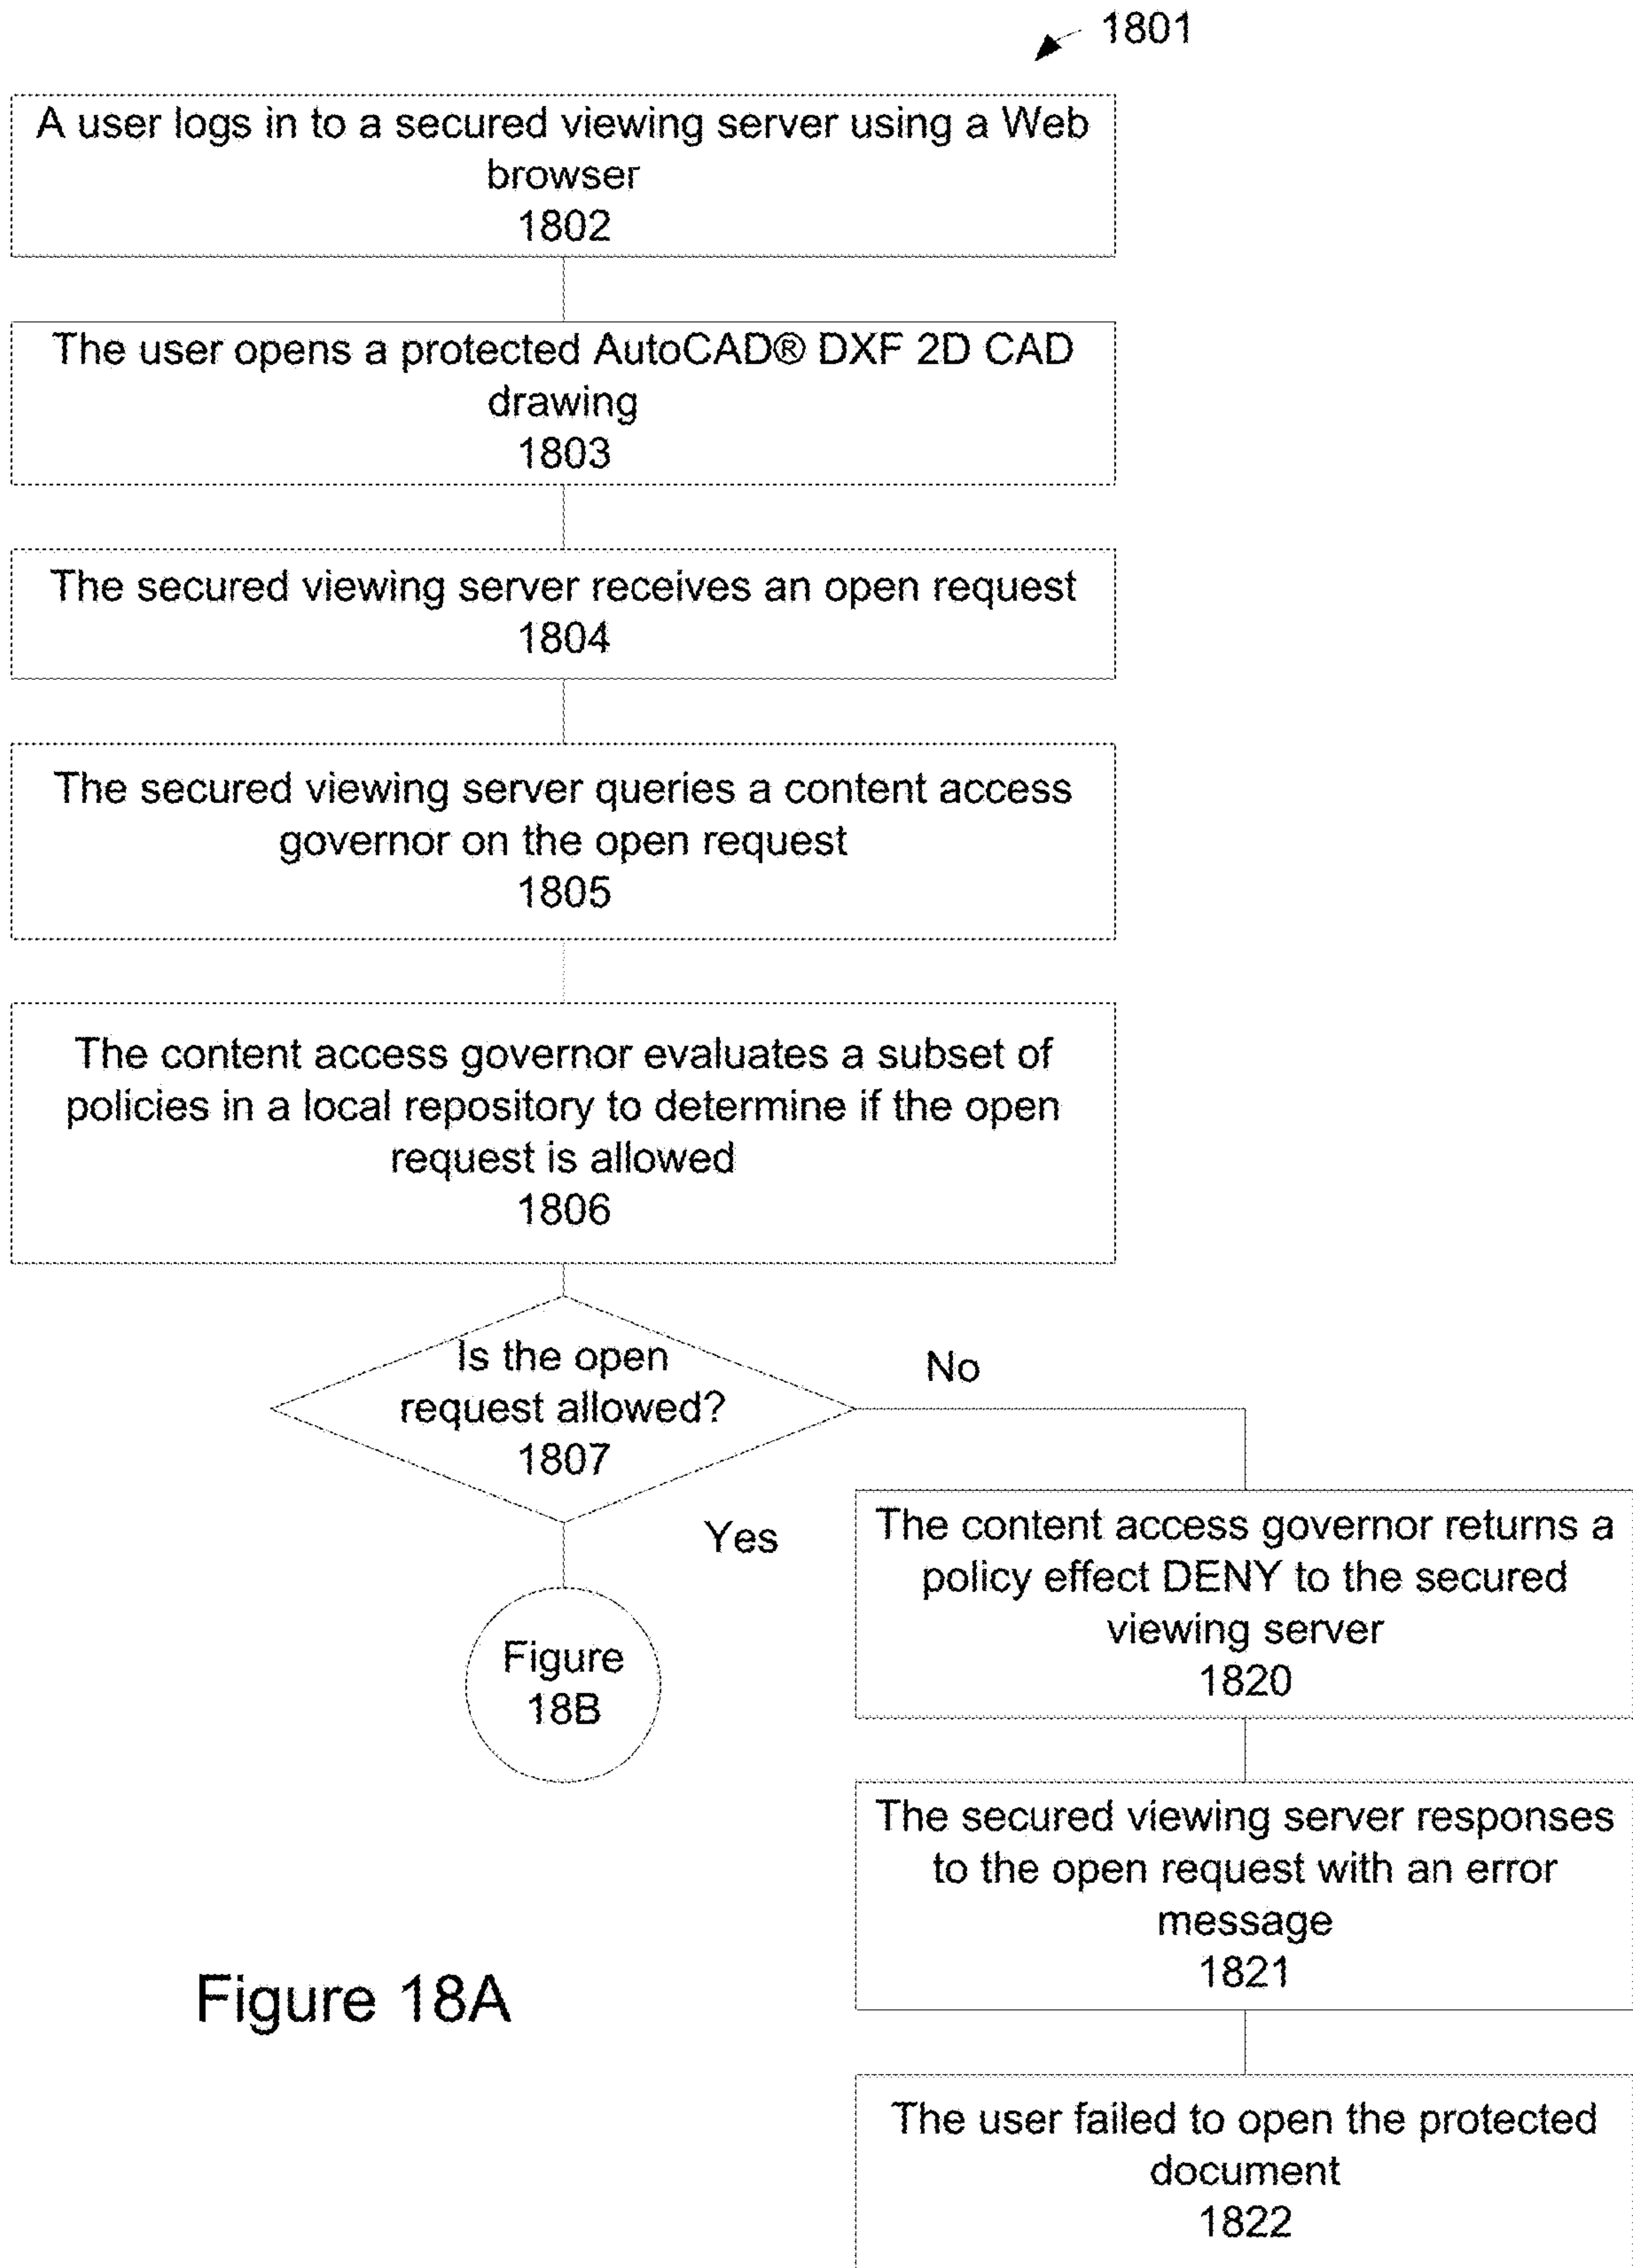 1801
A user logs in to a secured viewing server using a Web
browser
1802
The user opens a protected AutoCAD® DXF 2D CAD
drawing
1803
The secured viewing server receives an open request
1804
The secured viewing server queries a content access
governor on the open request
1805
The content access governor evaluates a subset of
policies in a local repository to determine if the open
request is allowed
1806
Is the open
request allowed?
1807
No
Yes
Figure
18B
The content access governor returns a
policy effect DENY to the secured
viewing server
1820
The secured viewing server responses
to the open request with an error
message
1821
The user failed to open the protected
document
1822
Figure 18A